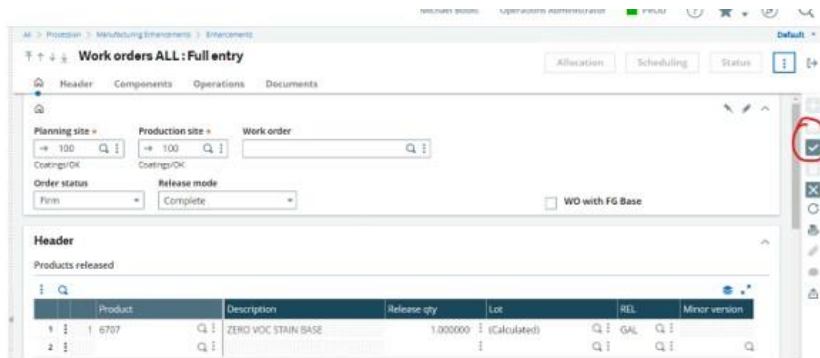 Operations Administrator PROD
All > Processian > Manufacturing Enhancements > Enhancements Default
Work orders ALL : Full entry
Allocation Scheduling Status
Header Components Operations Documents
Planning site Production site Work order
100 100
Coatings/OK Coatings/OK
Order status Release mode
Firm Complete WO with FG Base
Header
Products released
Product Description Release qty Lot REL Minor version
1 1 6707 ZERO VOC STAIN BASE 1.000000 (Calculated) GAL
2